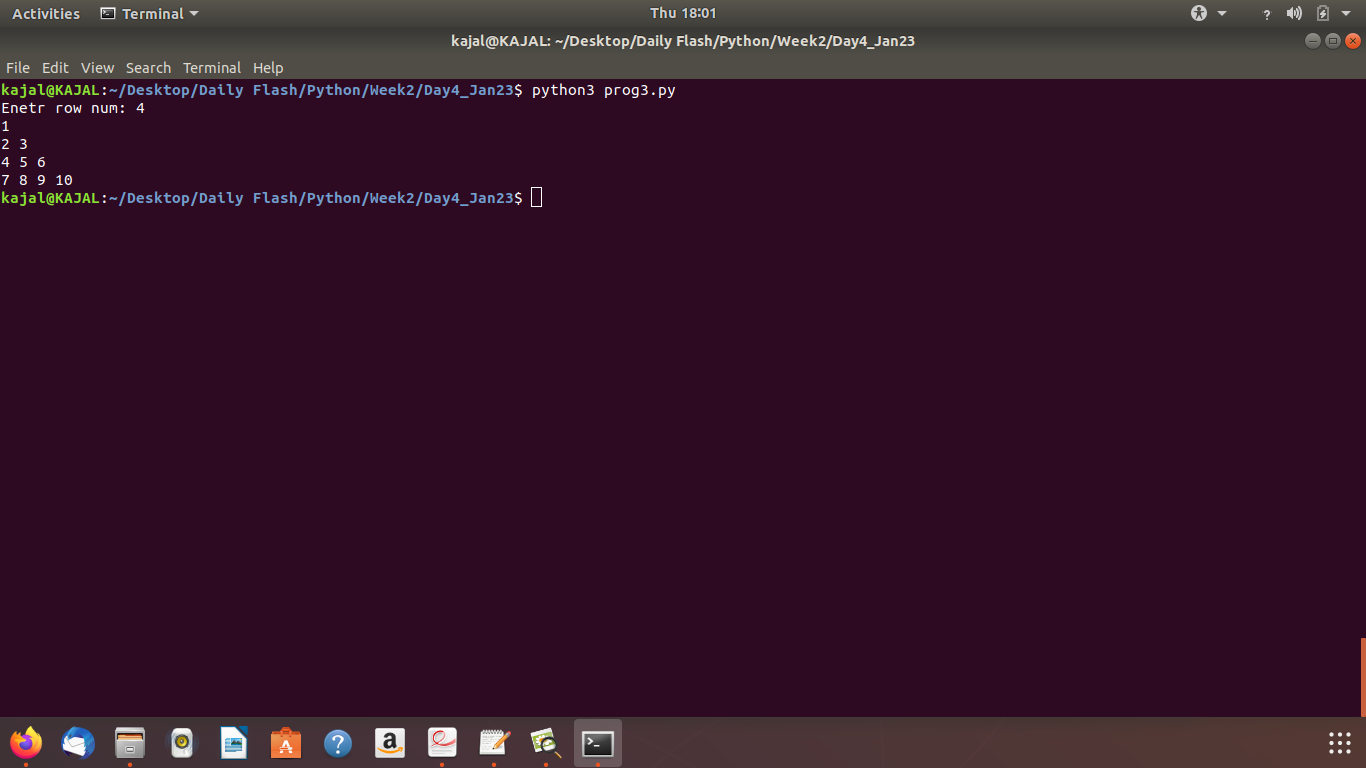 Activities Terminal Thu 18:01 ?
kajal@KAJAL: ~/Desktop/Daily Flash/Python/Week2/Day4_Jan23
File Edit View Search Terminal Help
kajal@KAJAL:~/Desktop/Daily Flash/Python/Week2/Day4_Jan23$ python3 prog3.py
Enetr row num: 4
1
2 3
4 5 6
7 8 9 10
kajal@KAJAL:~/Desktop/Daily Flash/Python/Week2/Day4_Jan23$